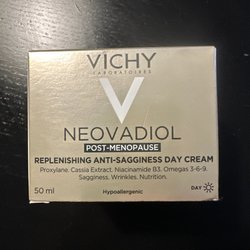 VICHY
LABORATOIRES
V
NEOVADIOL
POST-MENOPAUSE
REPLENISHING ANTI-SAGGINESS DAY CREAM
Proxylane. Cassia Extract. Niacinamide B3. Omegas 3-6-9.
Sagginess, Wrinkles, Nutrition.
50 ml
Hypoallergenic
DAY